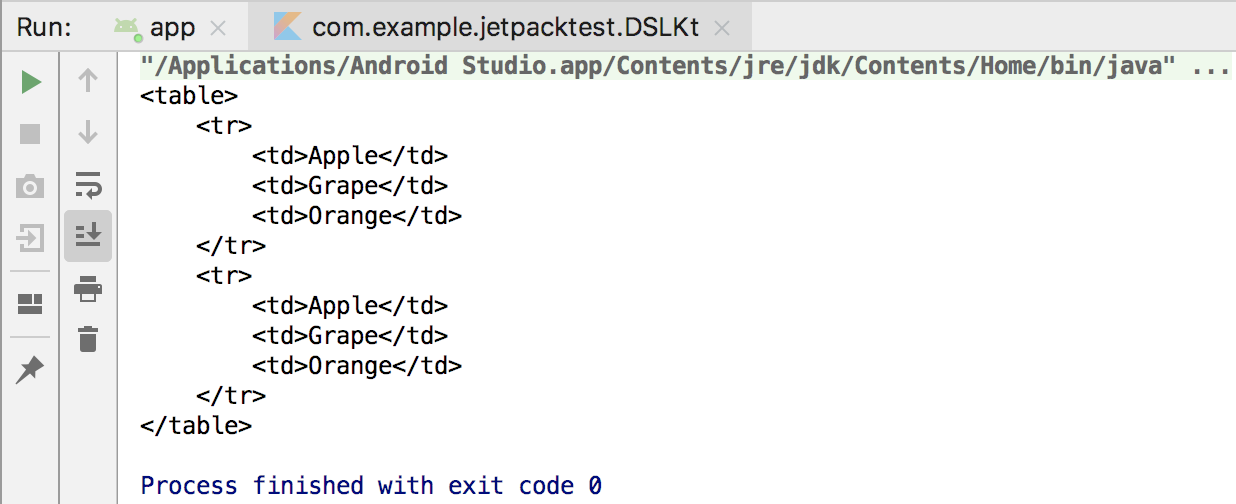 Run: app com.example.jetpacktest.DSLKt
"/Applications/Android Studio.app/Contents/jre/jdk/Contents/Home/bin/java" ...
<table>
    <tr>
        <td>Apple</td>
        <td>Grape</td>
        <td>Orange</td>
    </tr>
    <tr>
        <td>Apple</td>
        <td>Grape</td>
        <td>Orange</td>
    </tr>
</table>
Process finished with exit code 0